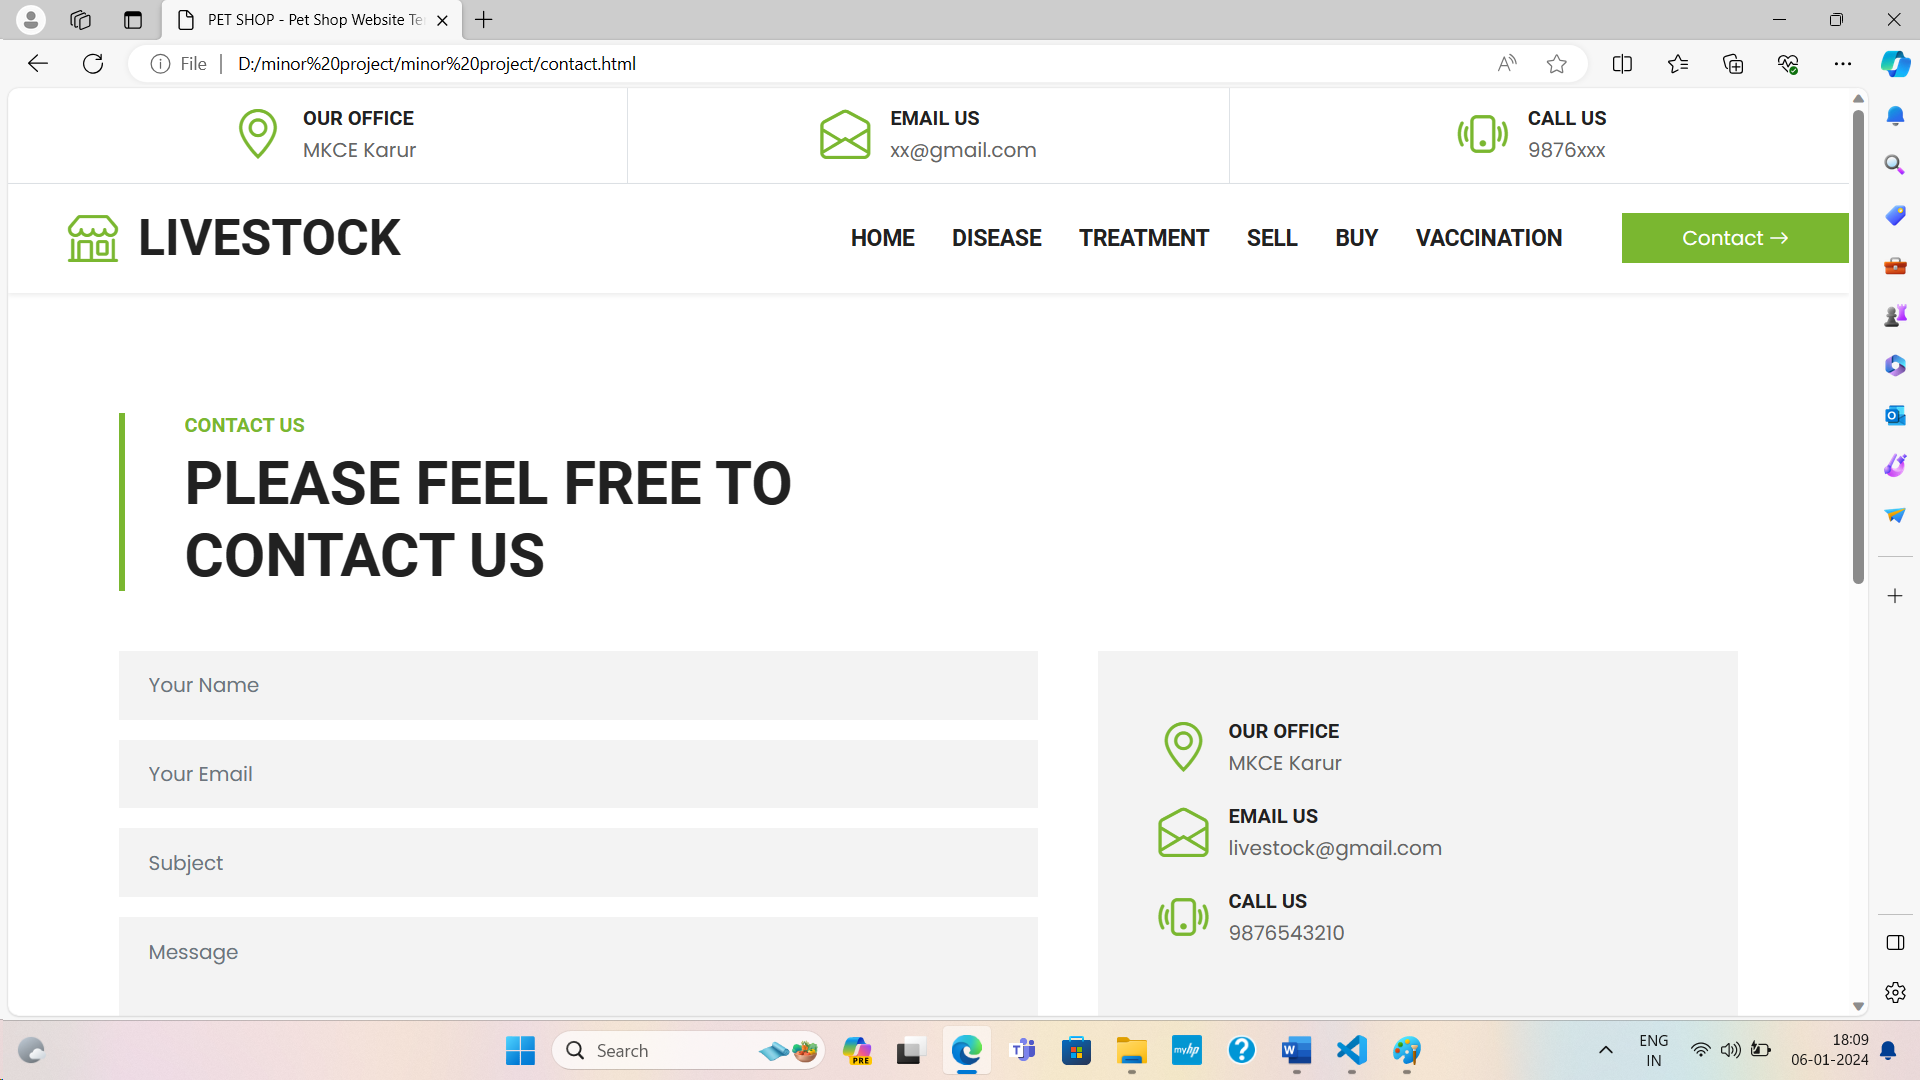 PET SHOP - Pet Shop Website Te
File
D:/minor%20project/minor%20project/contact.html
OUR OFFICE
MKCE Karur
EMAIL US
xx@gmail.com
CALL US
9876xxx
LIVESTOCK
HOME DISEASE TREATMENT SELL BUY VACCINATION Contact →
CONTACT US
PLEASE FEEL FREE TO
CONTACT US
Your Name
Your Email
Subject
Message
OUR OFFICE
MKCE Karur
EMAIL US
livestock@gmail.com
CALL US
9876543210
Search
PRE
myhp
ENG
IN
18:09
06-01-2024